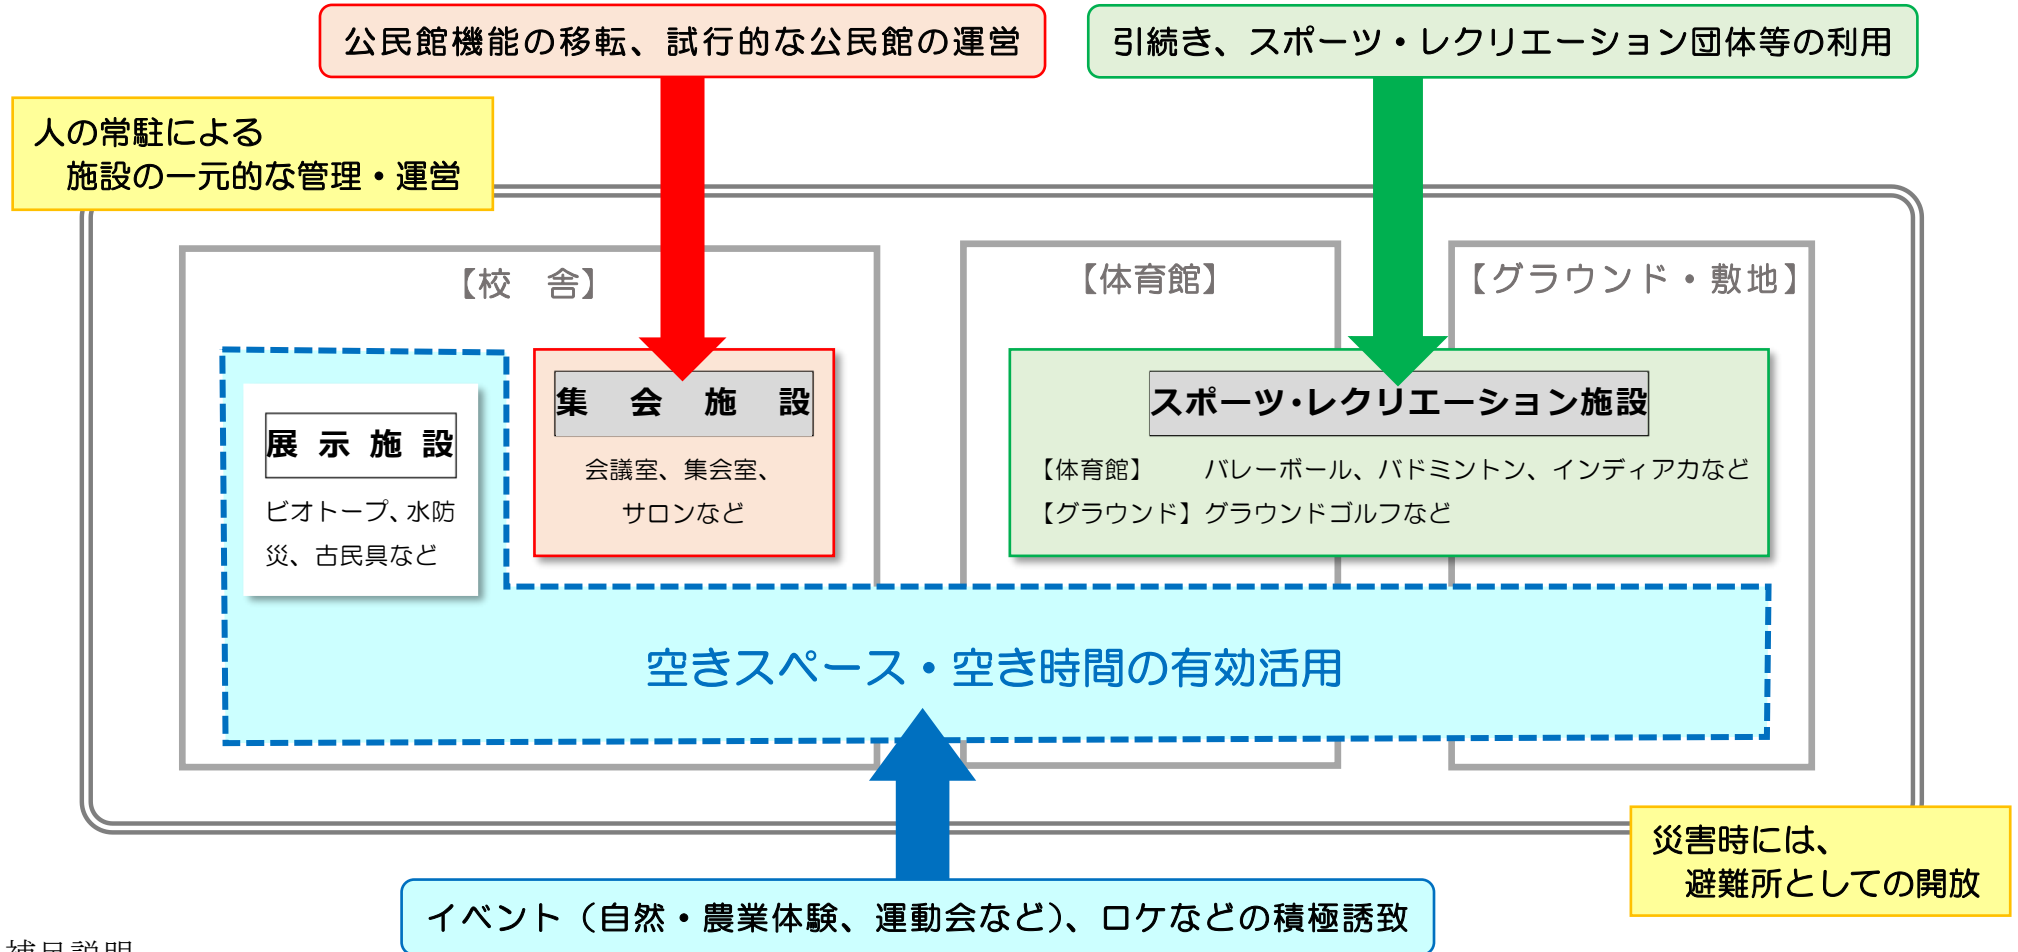 公民館機能の移転、試行的な公民館の運営
引続き、スポーツ・レクリエーション団体等の利用
人の常駐による
施設の一元的な管理・運営
【校　舎】
【体育館】
【グラウンド・敷地】
展示施設
ビオトープ、水防
災、古民具など
集会施設
会議室、集会室、
サロンなど
スポーツ・レクリエーション施設
【体育館】　バレーボール、バドミントン、インディアカなど
【グラウンド】グラウンドゴルフなど
空きスペース・空き時間の有効活用
災害時には、
避難所としての開放
イベント（自然・農業体験、運動会など）、ロケなどの積極誘致
補足説明